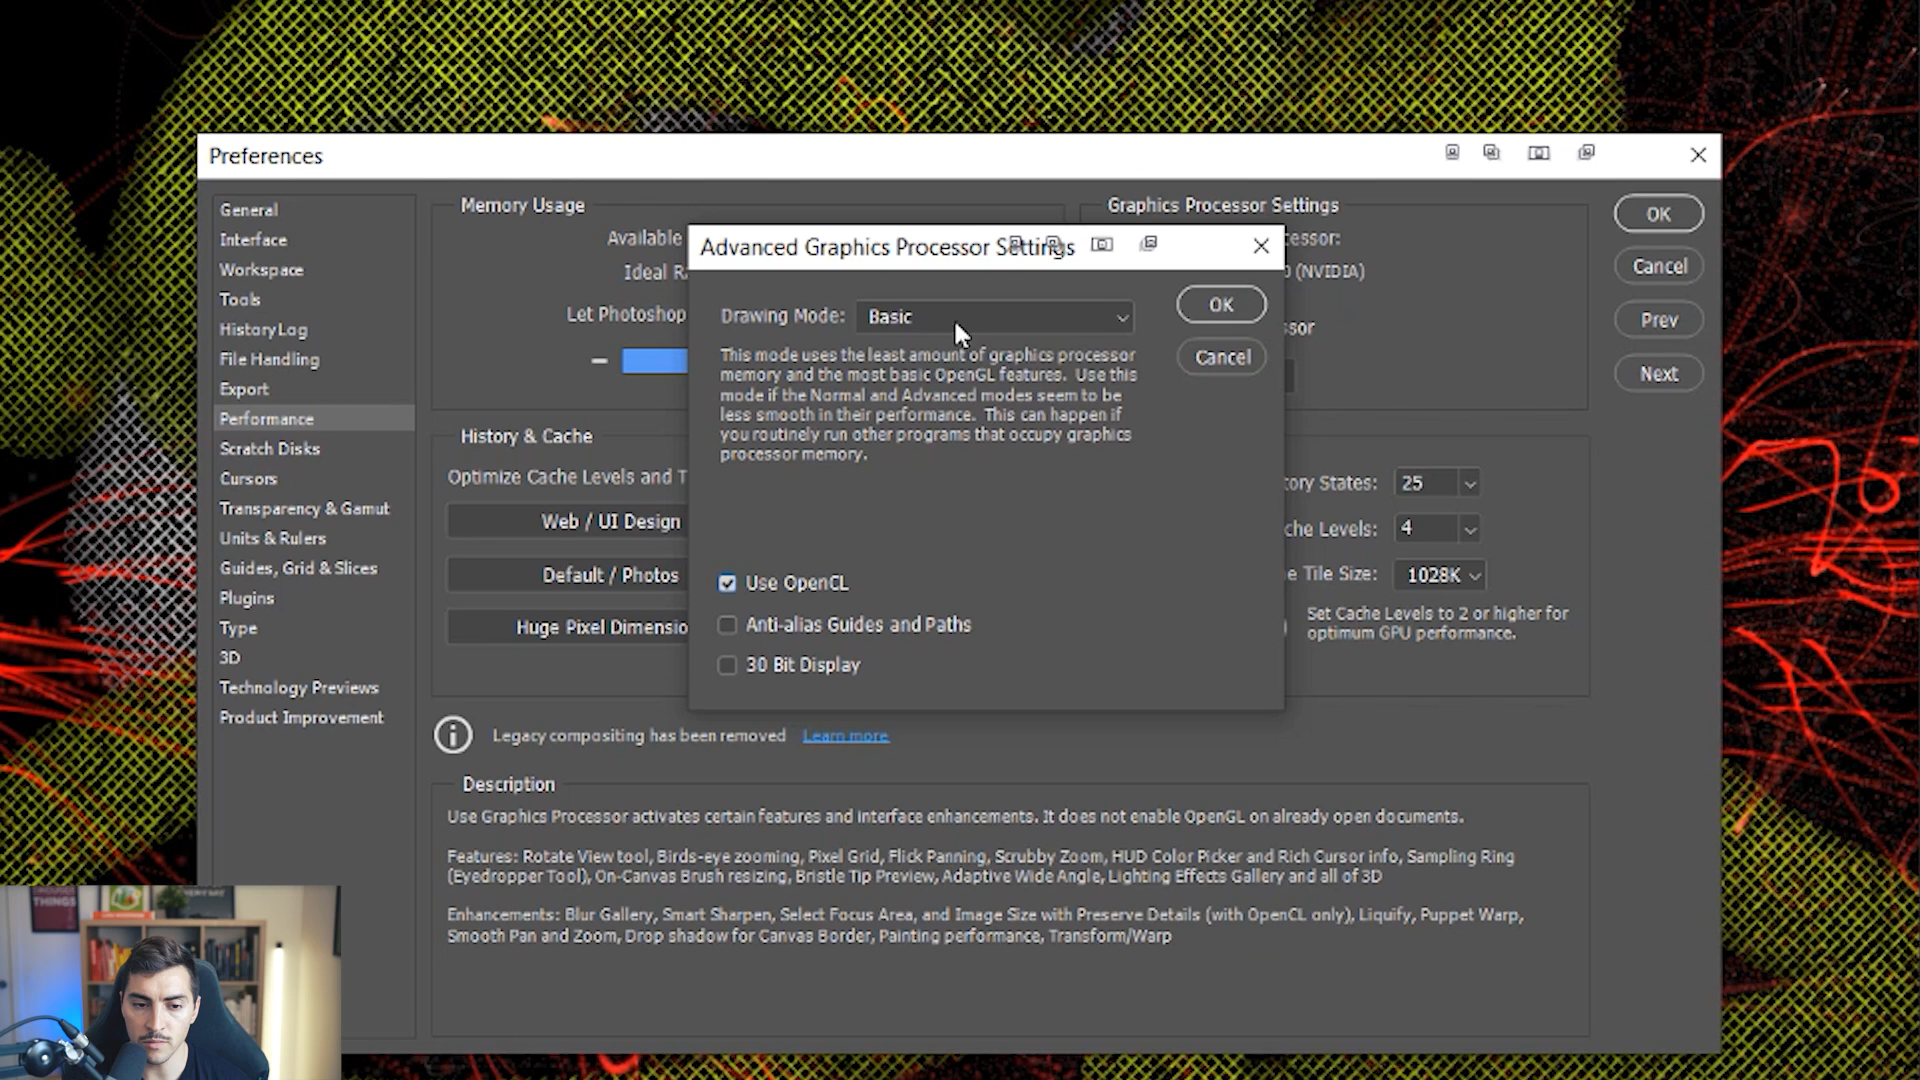 Preferences
General
Interface
Workspace
Tools
History Log
File Handling
Export
Performance
Scratch Disks
Cursors
Transparency & Gamut
Units & Rulers
Guides, Grid & Slices
Plugins
Type
3D
Technology Previews
Product Improvement
Memory Usage
Available
Ideal
Let Photoshop
Graphics Processor Settings
(NVIDIA)
OK
Cancel
Prev
Next
Advanced Graphics Processor Settings
Drawing Mode: Basic
OK
Cancel
This mode uses the least amount of graphics processor
memory and the most basic OpenGL features. Use this
mode if the Normal and Advanced modes seem to be
less smooth in their performance. This can happen if
you routinely run other programs that occupy graphics
processor memory.
Use OpenCL
Anti-alias Guides and Paths
30 Bit Display
History & Cache
Optimize Cache Levels and T
Web / UI Design
Default / Photos
Huge Pixel Dimensio
tory States: 25
che Levels: 4
e Tile Size: 1028K
Set Cache Levels to 2 or higher for
optimum GPU performance.
Legacy compositing has been removed Learn more
Description
Use Graphics Processor activates certain features and interface enhancements. It does not enable OpenGL on already open documents.
Features: Rotate View tool, Birds-eye zooming, Pixel Grid, Flick Panning, Scrubby Zoom, HUD Color Picker and Rich Cursor info, Sampling Ring
(Eyedropper Tool), On-Canvas Brush resizing, Bristle Tip Preview, Adaptive Wide Angle, Lighting Effects Gallery and all of 3D
Enhancements: Blur Gallery, Smart Sharpen, Select Focus Area, and Image Size with Preserve Details (with OpenCL only), Liquify, Puppet Warp,
Smooth Pan and Zoom, Drop shadow for Canvas Border, Painting performance, Transform/Warp
THINGS